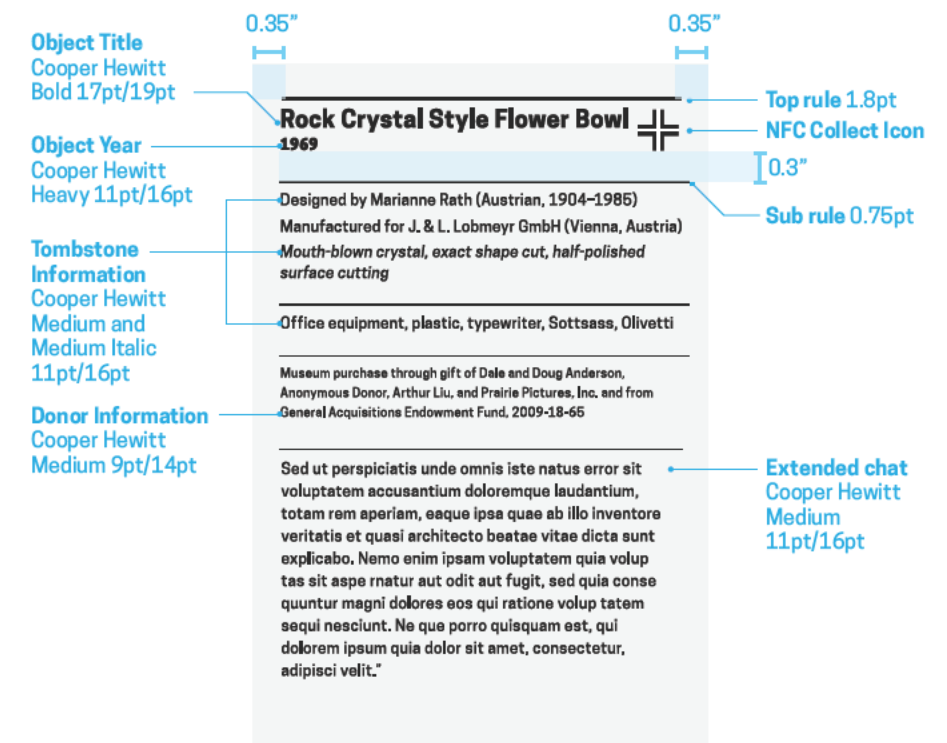 0.35”
0.35”
Object Title
Cooper Hewitt
Bold 17pt/19pt
Object Year
Cooper Hewitt
Heavy 11pt/16pt
Tombstone
Information
Cooper Hewitt
Medium and
Medium Italic
11pt/16pt
Donor Information
Cooper Hewitt
Medium 9pt/14pt
Rock Crystal Style Flower Bowl
1969
Designed by Marianne Rath (Austrian, 1904–1985)
Manufactured for J. & L. Lobmeyr GmbH (Vienna, Austria)
Mouth-blown crystal, exact shape cut, half-polished
surface cutting
Office equipment, plastic, typewriter, Sottsass, Olivetti
Museum purchase through gift of Dale and Doug Anderson,
Anonymous Donor, Arthur Liu, and Prairie Pictures, Inc. and from
General Acquisitions Endowment Fund, 2009-18-65
Sed ut perspiciatis unde omnis iste natus error sit
voluptatem accusantium doloremque laudantium,
totam rem aperiam, eaque ipsa quae ab illo inventore
veritatis et quasi architecto beatae vitae dicta sunt
explicabo. Nemo enim ipsam voluptatem quia volup
tas sit aspe rnatur aut odit aut fugit, sed quia conse
quuntur magni dolores eos qui ratione volup tatem
sequi nesciunt. Ne que porro quisquam est, qui
dolorem ipsum quia dolor sit amet, consectetur,
adipisci velit.”
Top rule 1.8pt
NFC Collect Icon
0.3”
Sub rule 0.75pt
Extended chat
Cooper Hewitt
Medium
11pt/16pt